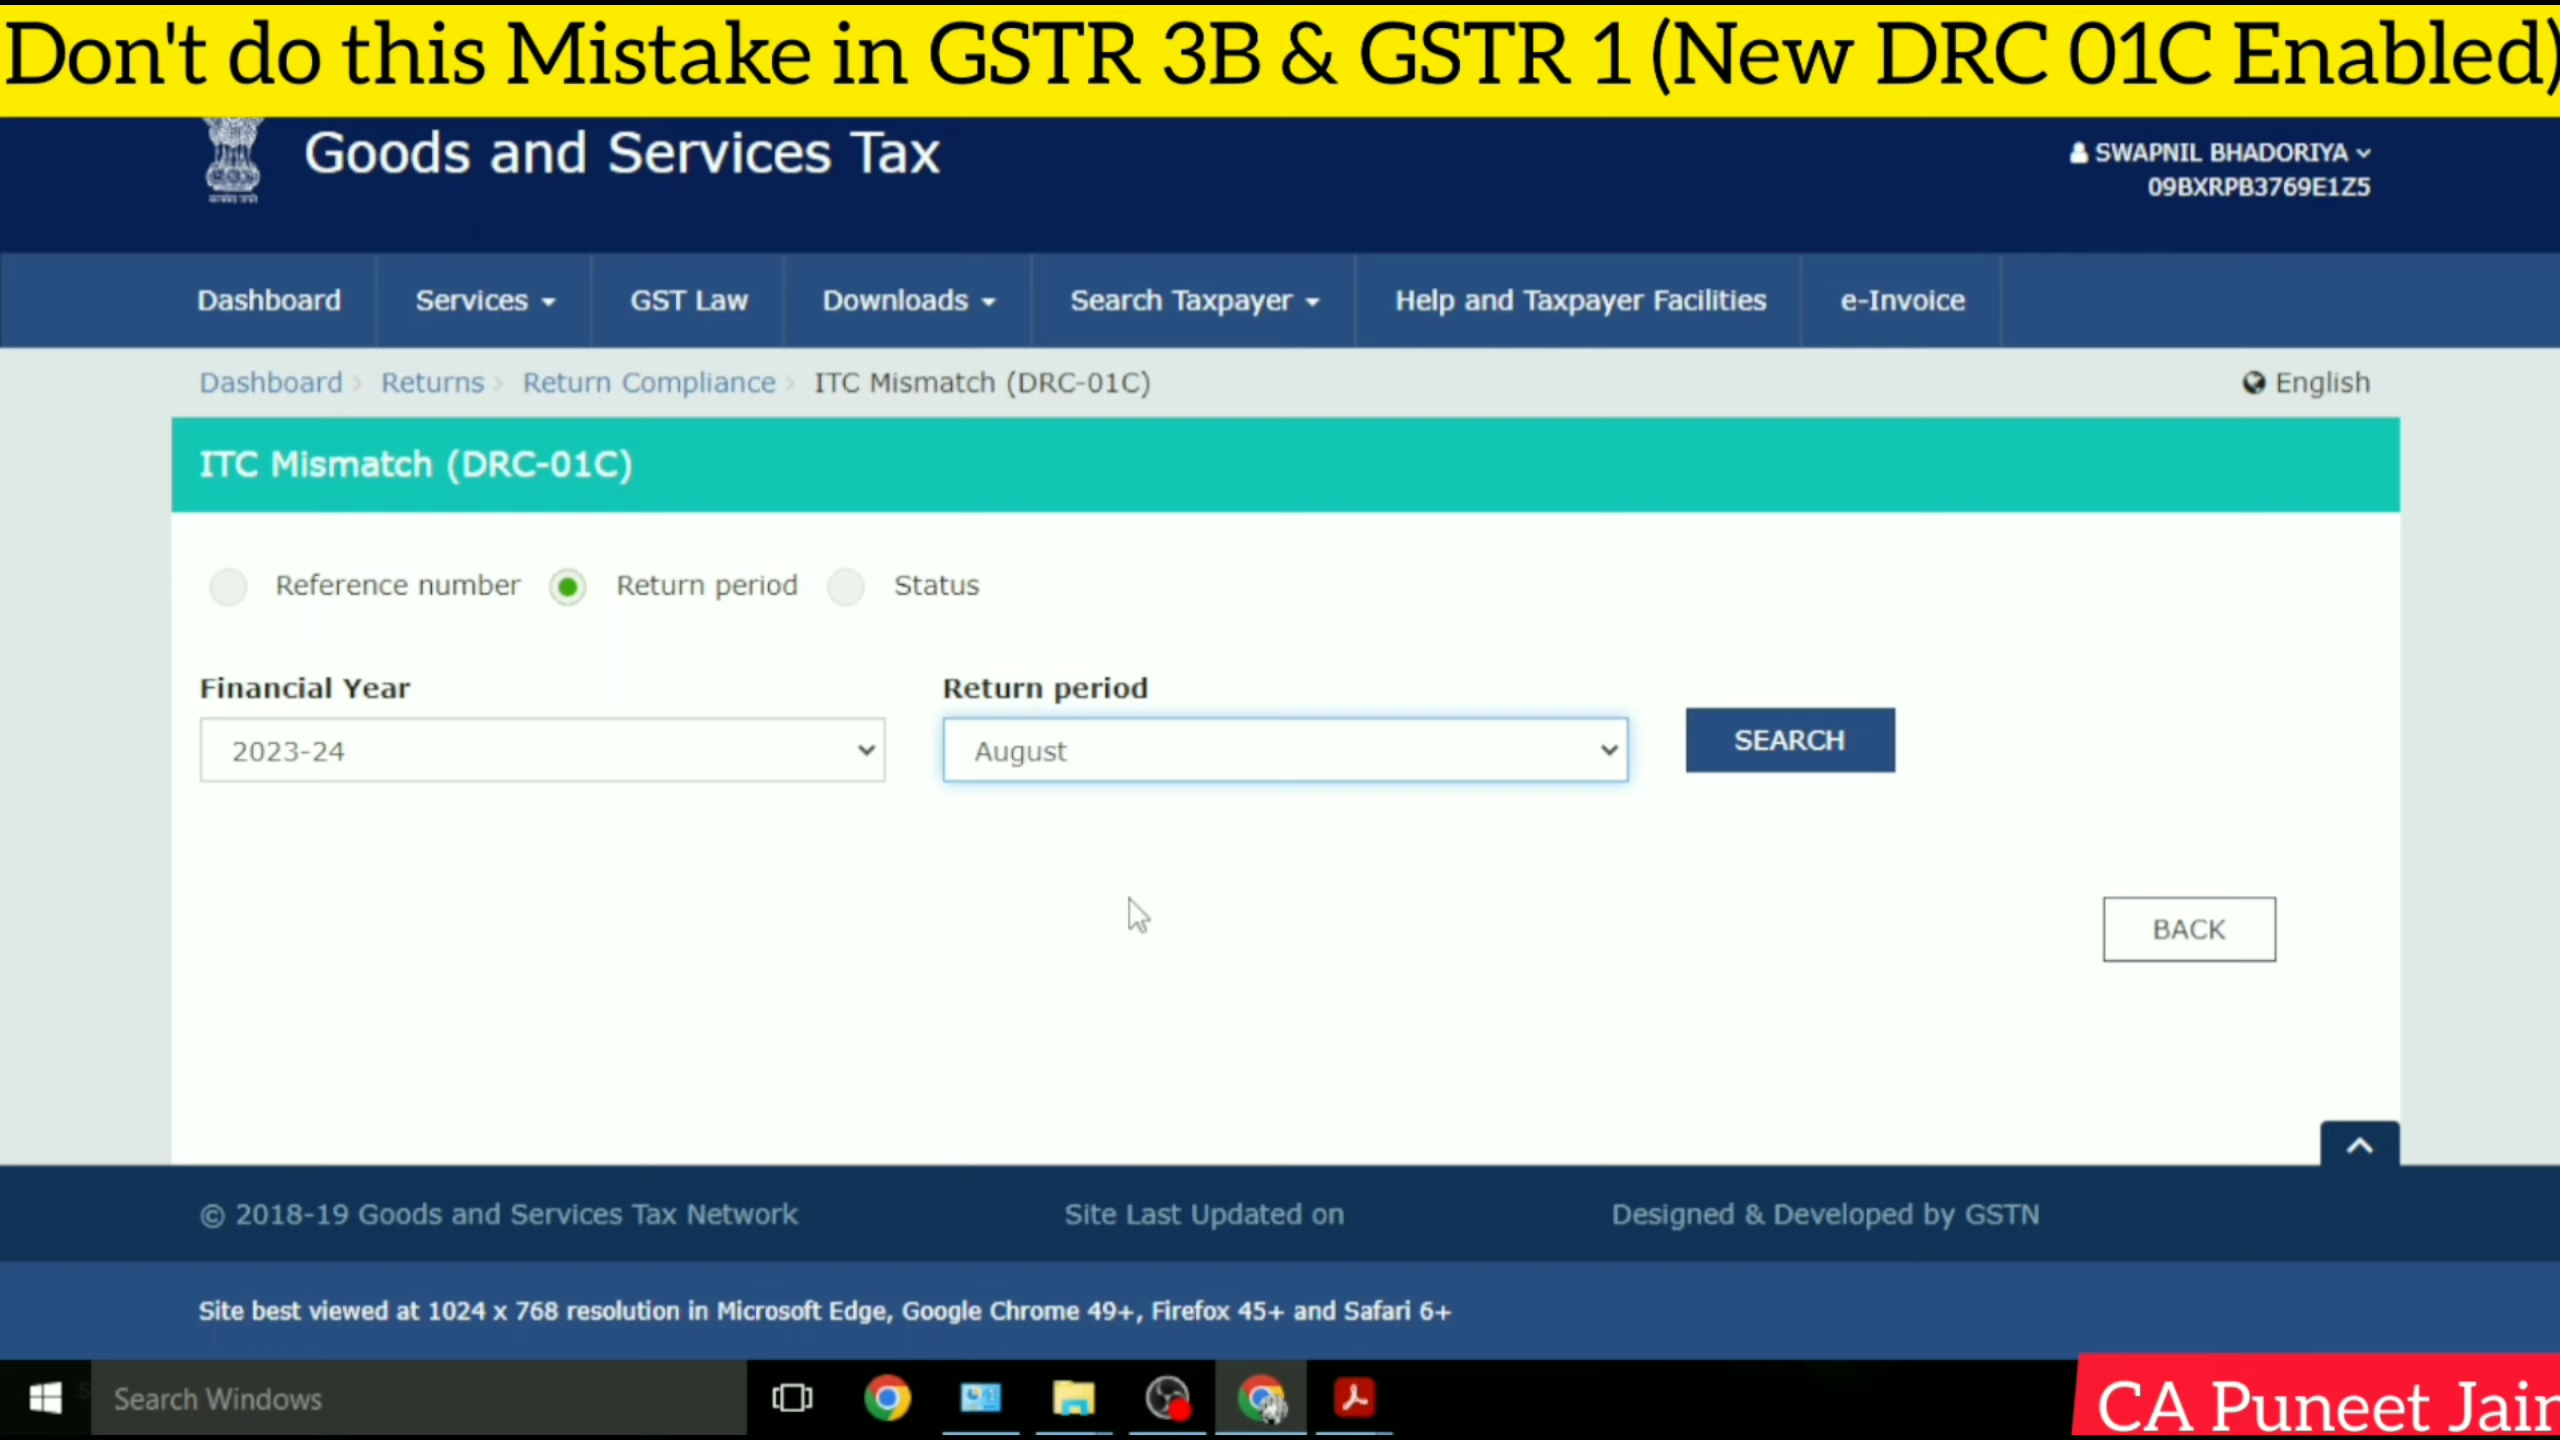 Don't do this Mistake in GSTR 3B & GSTR 1 (New DRC 01C Enabled)
Goods and Services Tax
SWAPNIL BHADORIYA
09BXRPB3769E1Z5
Dashboard Services GST Law Downloads Search Taxpayer Help and Taxpayer Facilities e-Invoice
Dashboard Returns Return Compliance ITC Mismatch (DRC-01C) English
ITC Mismatch (DRC-01C)
Reference number Return period Status
Financial Year Return period
2023-24 August SEARCH
BACK
© 2018-19 Goods and Services Tax Network Site Last Updated on Designed & Developed by GSTN
Site best viewed at 1024 x 768 resolution in Microsoft Edge, Google Chrome 49+, Firefox 45+ and Safari 6+
Search Windows
CA Puneet Jain